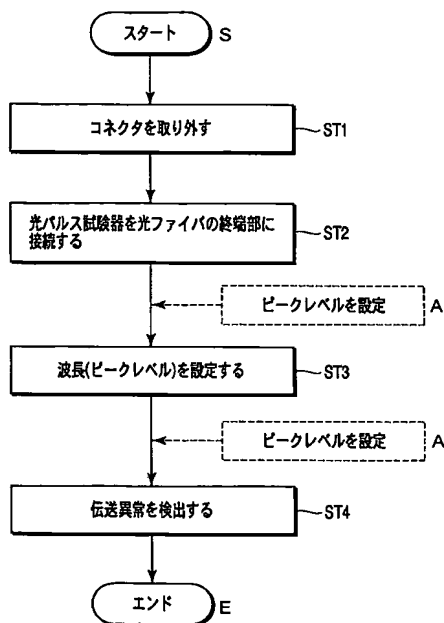 スタート S
コネクタを取り外す ST1
光パルス試験器を光ファイバの終端部に
接続する ST2
ピークレベルを設定 A
波長(ピークレベル)を設定する ST3
ピークレベルを設定 A
伝送異常を検出する ST4
エンド E